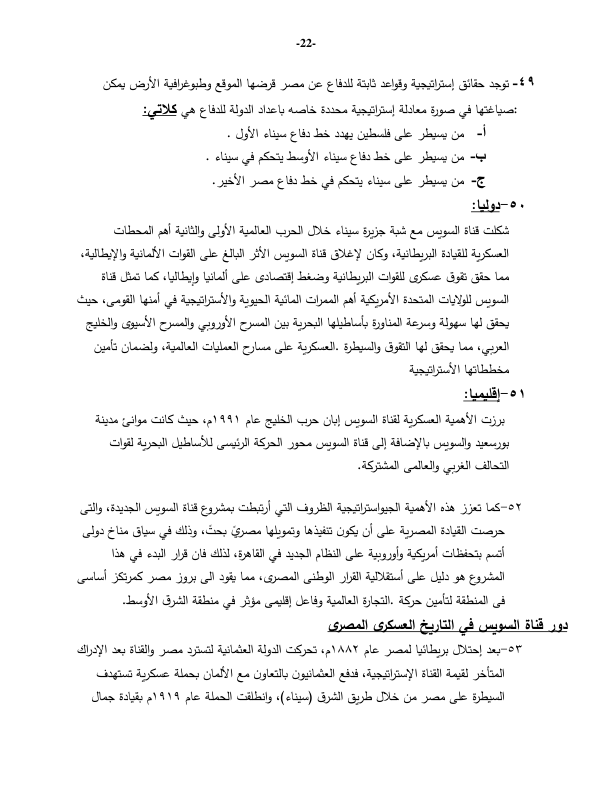 -22-
٤٩- توجد حقائق إستراتيجية وقواعد ثابتة للدفاع عن مصر قرضها الموقع وطبوغرافية الأرض يمكن
صياغتها في صورة معادلة إستراتيجية محددة خاصه باعداد الدولة للدفاع هي كلاتي:
أ- من يسيطر على فلسطين يهدد خط دفاع سيناء الأول .
ب- من يسيطر على خط دفاع سيناء الأوسط يتحكم في سيناء .
ج- من يسيطر على سيناء يتحكم في خط دفاع مصر الأخير.
٥٠-دوليا:
شكلت قناة السويس مع شبة جزيرة سيناء خلال الحرب العالمية الأولى والثانية أهم المحطات
العسكرية للقيادة البريطانية، وكان لإغلاق قناة السويس الأثر البالغ على القوات الألمانية والإيطالية،
مما حقق تقوق عسكرى للقوات البريطانية وضغط إقتصادى على ألمانيا وإيطاليا، كما تمثل قناة
السويس للولايات المتحدة الأمريكية أهم الممرات المائية الحيوية والأستراتيجية في أمنها القومى، حيث
يحقق لها سهولة وسرعة المناورة بأساطيلها البحرية بين المسرح الأوروبي والمسرح الأسيوى والخليج
العربي، مما يحقق لها التقوق والسيطرة .العسكرية على مسارح العمليات العالمية، ولضمان تأمين
مخططاتها الأستراتيجية
٥١-إقليميا:
برزت الأهمية العسكرية لقناة السويس إبان حرب الخليج عام ١٩٩١م، حيث كانت موانئ مدينة
بورسعيد والسويس بالإضافة إلى قناة السويس محور الحركة الرئيسى للأساطيل البحرية لقوات
التحالف الغربي والعالمى المشتركة.
٥٢-كما تعزز هذه الأهمية الجيواستراتيجية الظروف التي أرتبطت بمشروع قناة السويس الجديدة، والتى
حرصت القيادة المصرية على أن يكون تنفيذها وتمويلها مصريً بحتً، وذلك في سياق مناخ دولى
أتسم بتحفظات أمريكية وأوروبية على النظام الجديد في القاهرة، لذلك فان قرار البدء في هذا
المشروع هو دليل على أستقلالية القرار الوطنى المصرى، مما يقود الى بروز مصر كمرتكز أساسى
فى المنطقة لتأمين حركة .التجارة العالمية وفاعل إقليمى مؤثر في منطقة الشرق الأوسط.
دور قناة السويس في التاريخ العسكرى المصرى
٥٣-بعد إحتلال بريطانيا لمصر عام ١٨٨٢م، تحركت الدولة العثمانية لتسترد مصر والقناة بعد الإدراك
المتأخر لقيمة القناة الإستراتيجية، فدفع العثمانيون بالتعاون مع الألمان بحملة عسكرية تستهدف
السيطرة على مصر من خلال طريق الشرق (سيناء)، وانطلقت الحملة عام ١٩١٩م بقيادة جمال